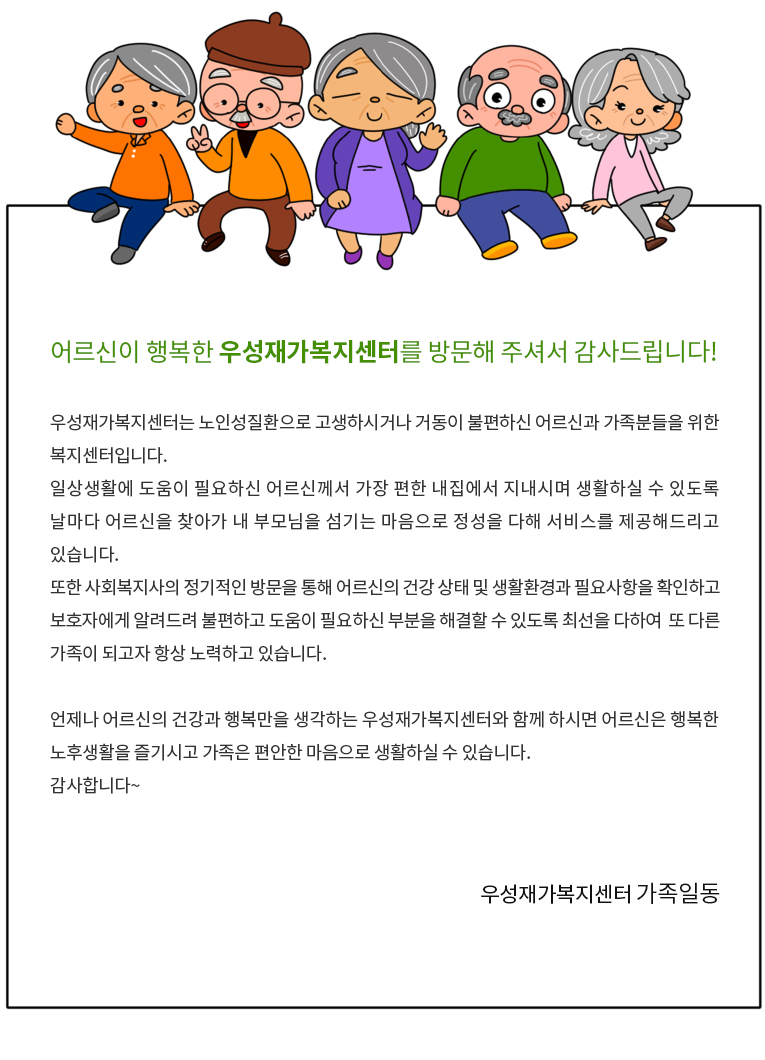 어르신이 행복한 우성재가복지센터를 방문해 주셔서 감사드립니다!
우성재가복지센터는 노인성질환으로 고생하시거나 거동이 불편하신 어르신과 가족분들을 위한
복지센터입니다.
일상생활에 도움이 필요하신 어르신께서 가장 편한 내집에서 지내시며 생활하실 수 있도록
날마다 어르신을 찾아가 내 부모님을 섬기는 마음으로 정성을 다해 서비스를 제공해드리고
있습니다.
또한 사회복지사의 정기적인 방문을 통해 어르신의 건강 상태 및 생활환경과 필요사항을 확인하고
보호자에게 알려드려 불편하고 도움이 필요하신 부분을 해결할 수 있도록 최선을 다하여 또 다른
가족이 되고자 항상 노력하고 있습니다.
언제나 어르신의 건강과 행복만을 생각하는 우성재가복지센터와 함께 하시면 어르신은 행복한
노후생활을 즐기시고 가족은 편안한 마음으로 생활하실 수 있습니다.
감사합니다~
우성재가복지센터 가족일동